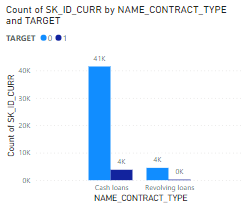 Count of SK_ID_CURR by NAME_CONTRACT_TYPE
and TARGET
TARGET 0 1
Count of SK_ID_CURR
40K
30K
20K
10K
0K
41K
4K
4K
0K
Cash loans Revolving loans
NAME_CONTRACT_TYPE